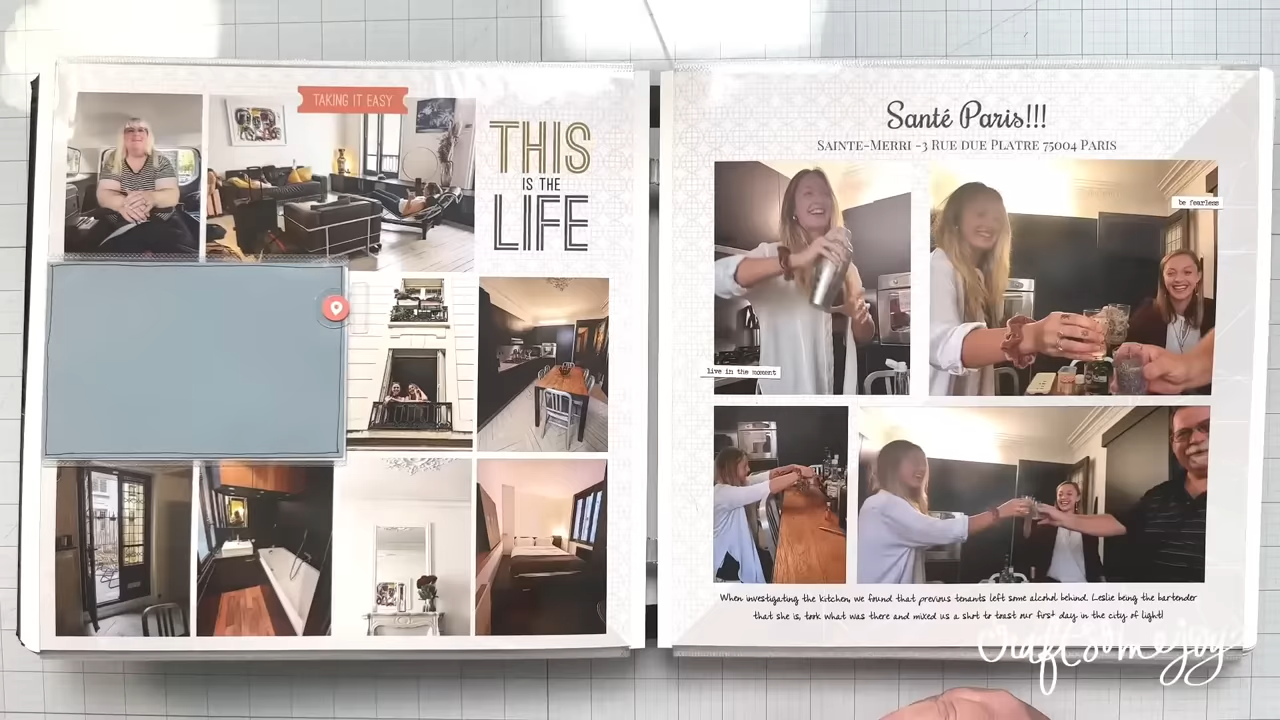 TAKING IT EASY
THIS
IS THE
LIFE
Santé Paris!!!
SAINTE-MERRI -3 RUE DUE PLATRE 75004 PARIS
be fearless
live in the moment
When investigating the kitchen, we found that previous tenants left some alcohol behind. Leslie being the bartender
that she is, took what was there and mixed us a shot to toast our first day in the city of light!
craftsomejoy